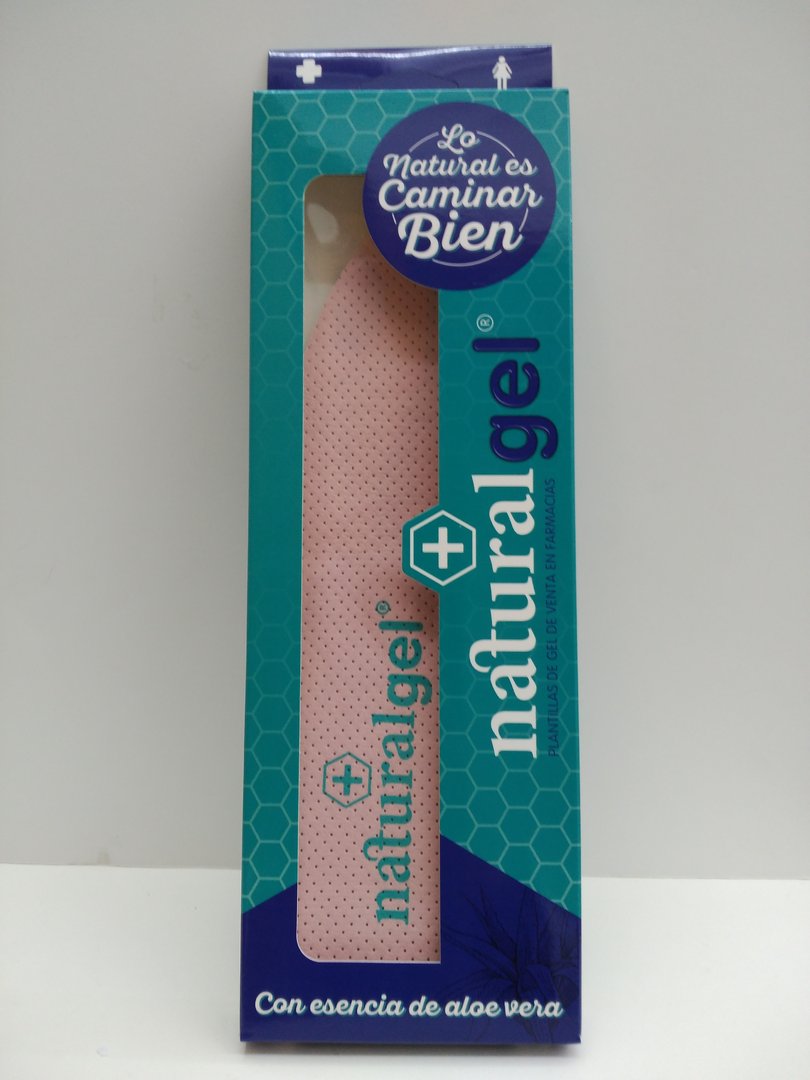 Lo
Natural es
Caminar
Bien
naturalgel®
PLANTILLAS DE GEL DE VENTA EN FARMACIAS
naturalgel®
Con esencia de aloe vera